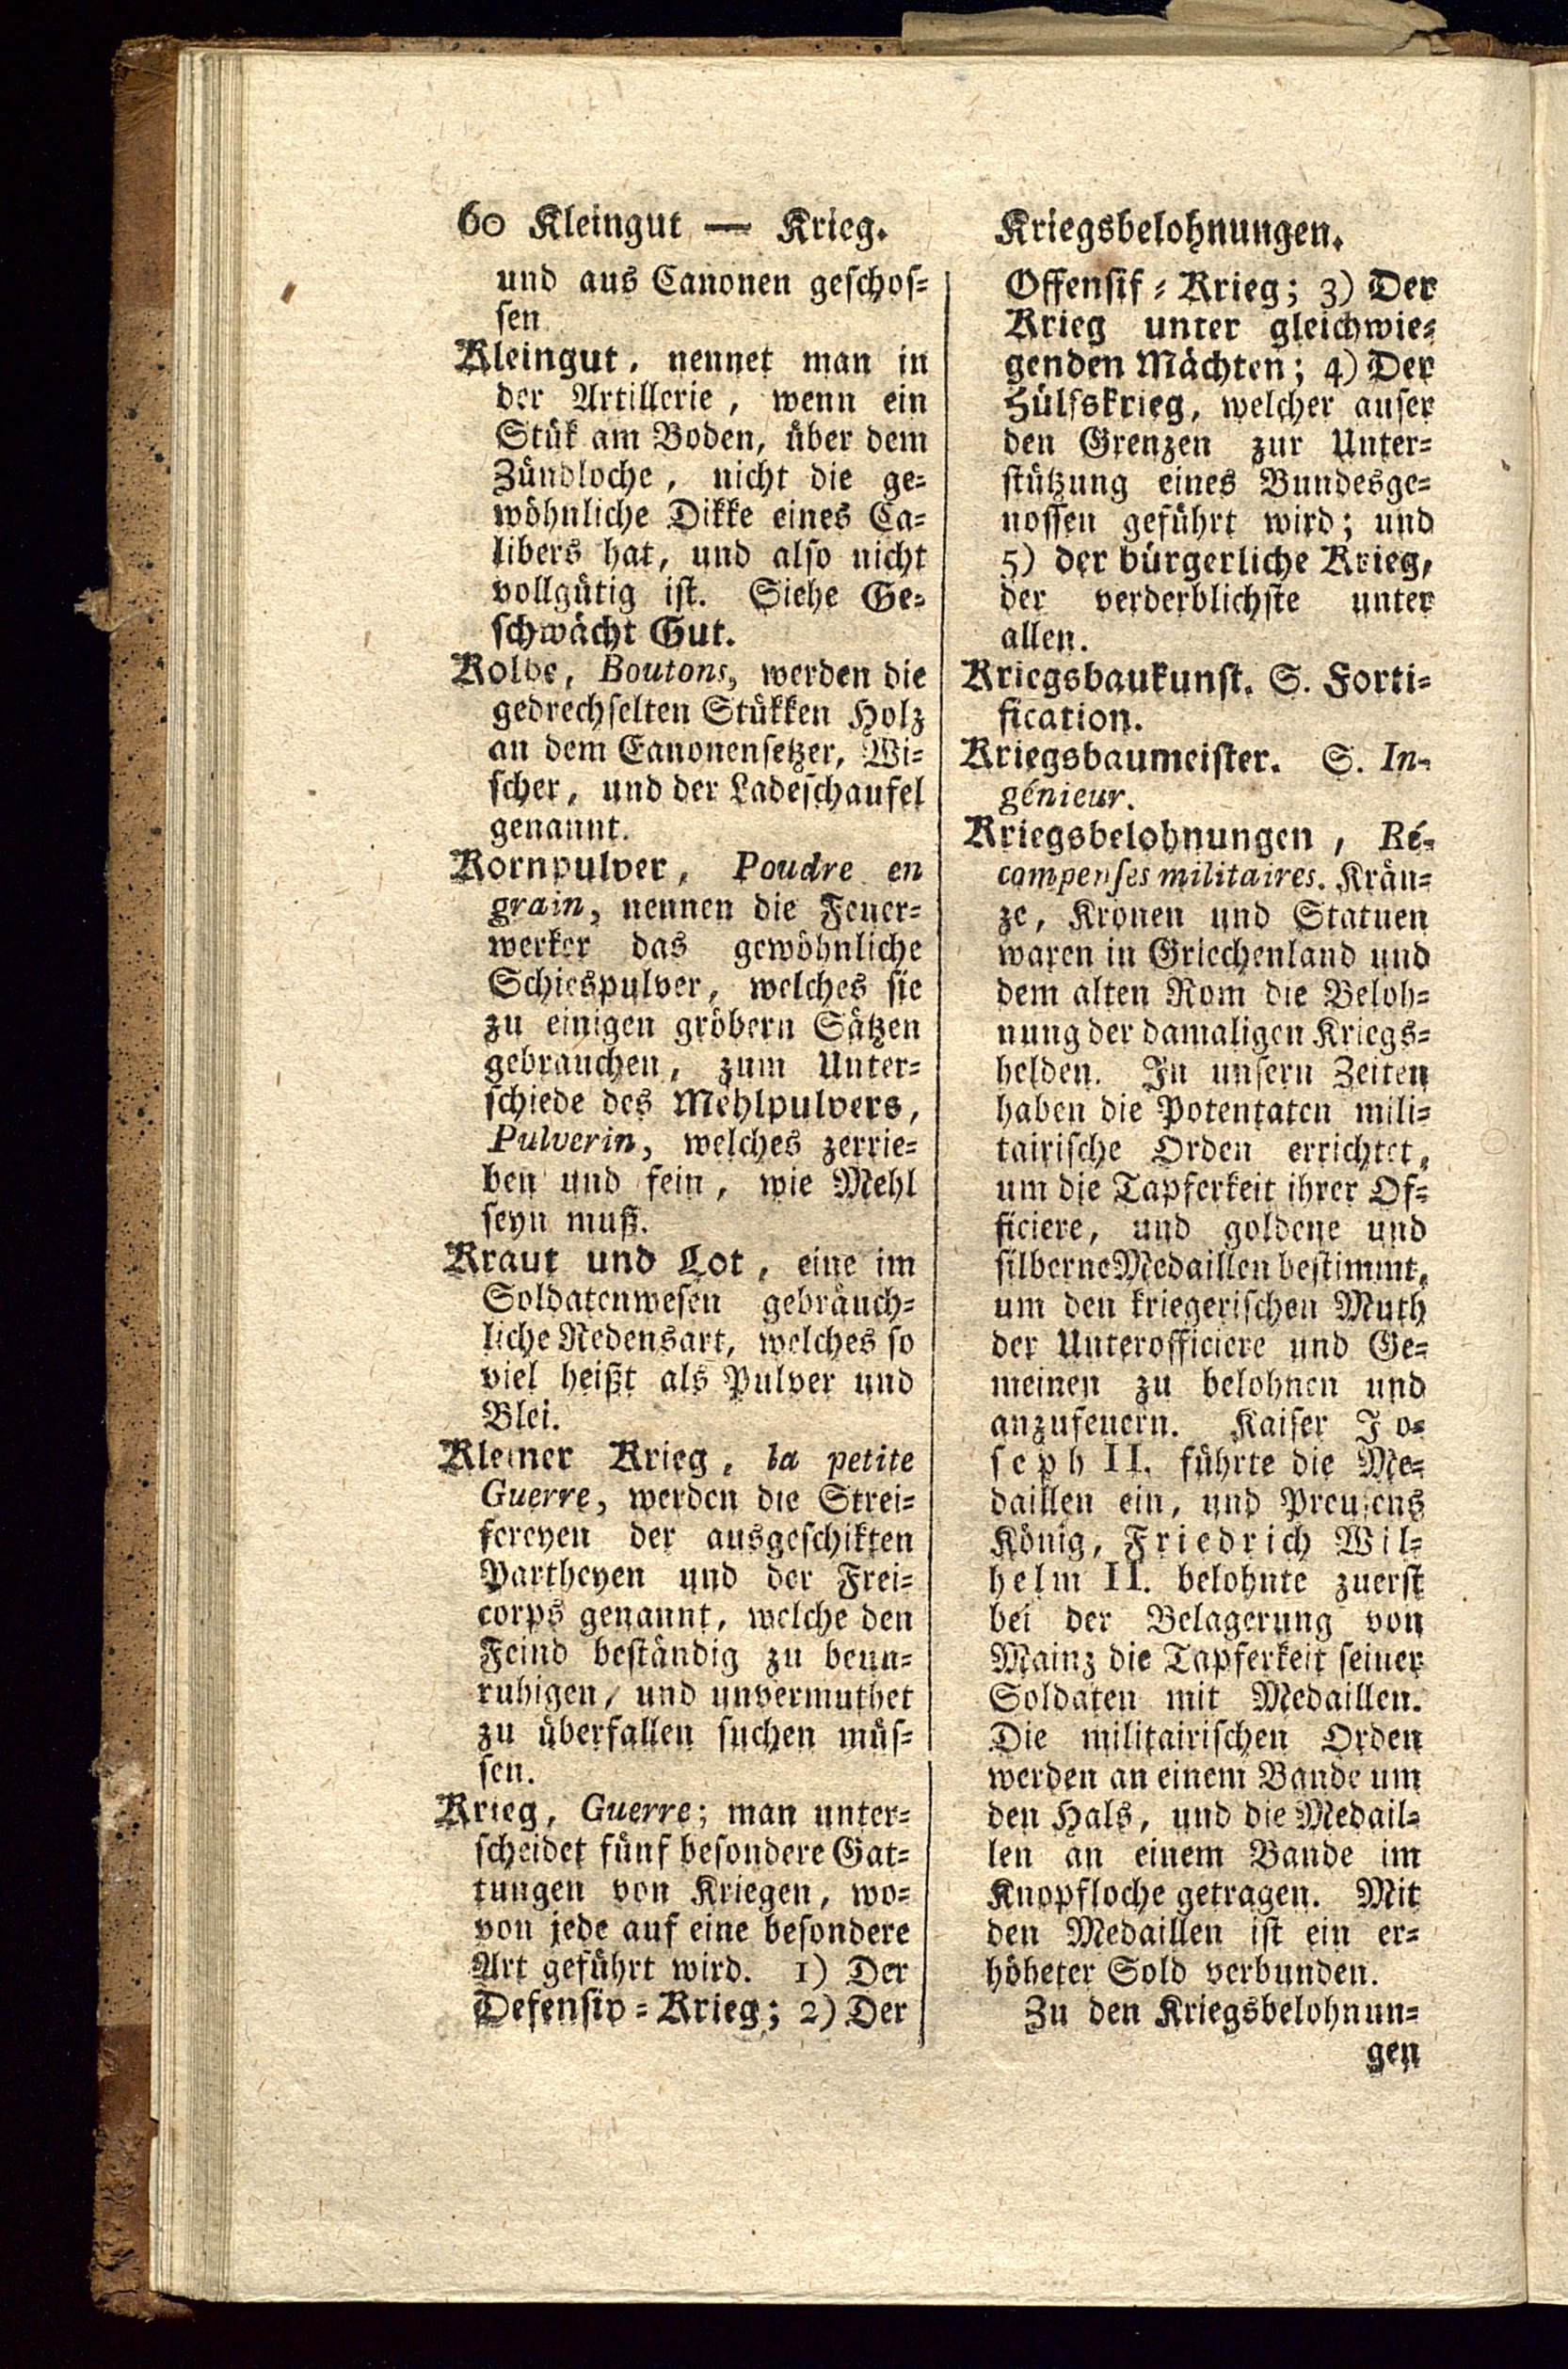 60 Kleingut — Krieg.
und aus Canonen geschos-
sen
Kleingut, nennet man in
der Artillerie, wenn ein
Stük am Boden, über dem
Zündloche, nicht die ge-
wöhnliche Dikke eines Ca-
libers hat, und also nicht
vollgütig ist. Siehe Ge-
schwächt Gut.
Kolbe, Boutons, werden die
gedrechselten Stükken Holz
an dem Canonensetzer, Wi-
scher, und der Ladeschaufel
genannt.
Kornpulver, Poudre en
grain, nennen die Feuer-
werker das gewöhnliche
Schiespulver, welches sie
zu einigen gröbern Sätzen
gebrauchen, zum Unter-
schiede des Mehlpulvers,
Pulverin, welches zerrie-
ben und fein, wie Mehl
seyn muß.
Kraut und Lot, eine im
Soldatenwesen gebräuch-
liche Redensart, welches so
viel heißt als Pulver und
Blei.
Kleiner Krieg, la petite
Guerre, werden die Strei-
fereyen der ausgeschikten
Partheyen und der Frei-
corps genannt, welche den
Feind beständig zu beun-
ruhigen, und unvermuthet
zu überfallen suchen müs-
sen.
Krieg, Guerre; man unter-
scheidet fünf besondere Gat-
tungen von Kriegen, wo-
von jede auf eine besondere
Art geführt wird. 1) Der
Defensiv-Krieg; 2) Der
Kriegsbelohnungen.
Offensif-Krieg; 3) Der
Krieg unter gleichwie-
genden Mächten; 4) Der
Hülfskrieg, welcher auser
den Grenzen zur Unter-
stützung eines Bundesge-
nossen geführt wird; und
5) der bürgerliche Krieg,
der verderblichste unter
allen.
Kriegsbaukunst. S. Forti-
fication.
Kriegsbaumeister. S. In-
génieur.
Kriegsbelohnungen, Ré-
compenses militaires. Krän-
ze, Kronen und Statuen
waren in Griechenland und
dem alten Rom die Beloh-
nung der damaligen Kriegs-
helden. In unsern Zeiten
haben die Potentaten mili-
tairische Orden errichtet,
um die Tapferkeit ihrer Of-
ficiere, und goldene und
silberne Medaillen bestimmt,
um den kriegerischen Muth
der Unterofficiere und Ge-
meinen zu belohnen und
anzufeuern. Kaiser Jo-
seph II. führte die Me-
daillen ein, und Preusens
König, Friedrich Wil-
helm II. belohnte zuerst
bei der Belagerung von
Mainz die Tapferkeit seiner
Soldaten mit Medaillen.
Die militairischen Orden
werden an einem Bande um
den Hals, und die Medail-
len an einem Bande im
Knopfloche getragen. Mit
den Medaillen ist ein er-
höheter Sold verbunden.
Zu den Kriegsbelohnun-
gen